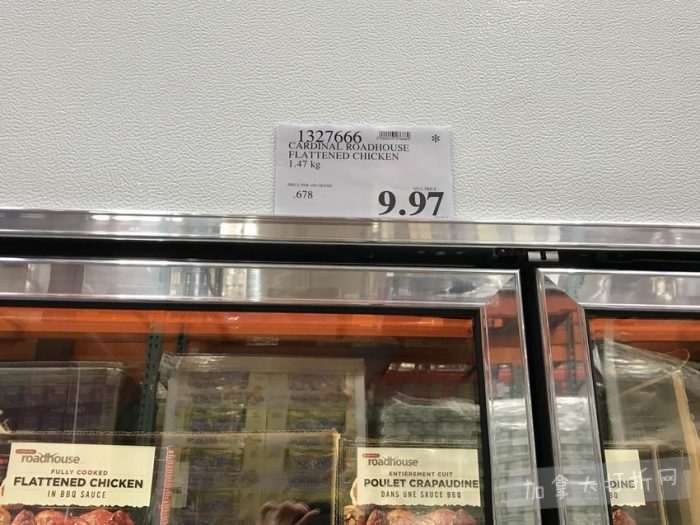 1327666 *
CARDINAL ROADHOUSE
FLATTENED CHICKEN
1.47 kg
.678
9.97
roadhouse
FULLY COOKED
FLATTENED CHICKEN
IN BBQ SAUCE
roadhouse
ENTIÈREMENT CUIT
POULET CRAPAUDINE
DANS UNE SAUCE BBQ
DINE
BBQ
加拿大打折网